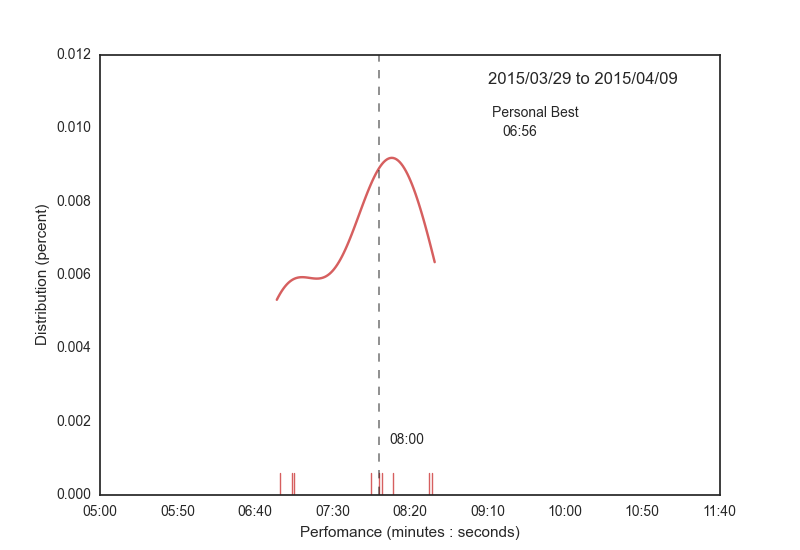 0.012
2015/03/29 to 2015/04/09
Personal Best
06:56
0.010
0.008
0.006
0.004
0.002
0.000
Distribution (percent)
08:00
05:00 05:50 06:40 07:30 08:20 09:10 10:00 10:50 11:40
Perfomance (minutes : seconds)